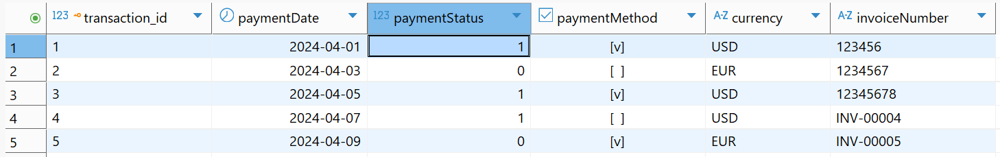 123 transaction_id paymentDate 123 paymentStatus paymentMethod A-Z currency A-Z invoiceNumber
1 1 2024-04-01 1 [v] USD 123456
2 2 2024-04-03 0 [ ] EUR 1234567
3 3 2024-04-05 1 [v] USD 12345678
4 4 2024-04-07 1 [ ] USD INV-00004
5 5 2024-04-09 0 [v] EUR INV-00005